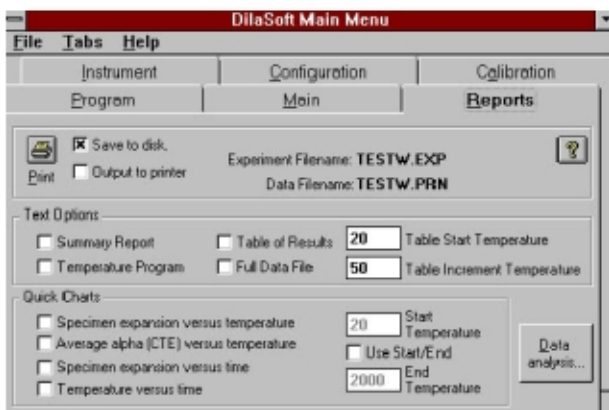 DilaSoft Main Menu
File Tabs Help
Instrument Configuration Calibration
Program Main Reports
Save to disk.
Output to printer
Print
Experiment Filename: TESTW.EXP
Data Filename: TESTW.PRN
?
Text Options
Summary Report Table of Results 20 Table Start Temperature
Temperature Program Full Data File 50 Table Increment Temperature
Quick Charts
Specimen expansion versus temperature
Average alpha (CTE) versus temperature
Specimen expansion versus time
Temperature versus time
20 Start Temperature
Use Start/End
2000 End Temperature
Data
analysis...